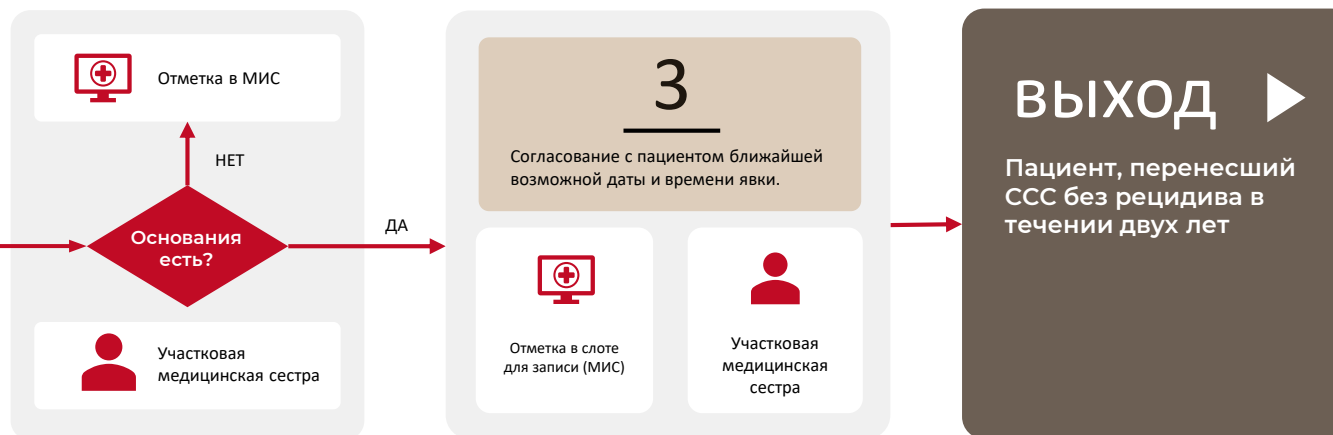 Отметка в МИС
НЕТ
Основания
есть?
ДА
Участковая
медицинская сестра
3
Согласование с пациентом ближайшей
возможной даты и времени явки.
Отметка в слоте
для записи (МИС)
Участковая
медицинская
сестра
ВЫХОД
Пациент, перенесший
ССС без рецидива в
течении двух лет